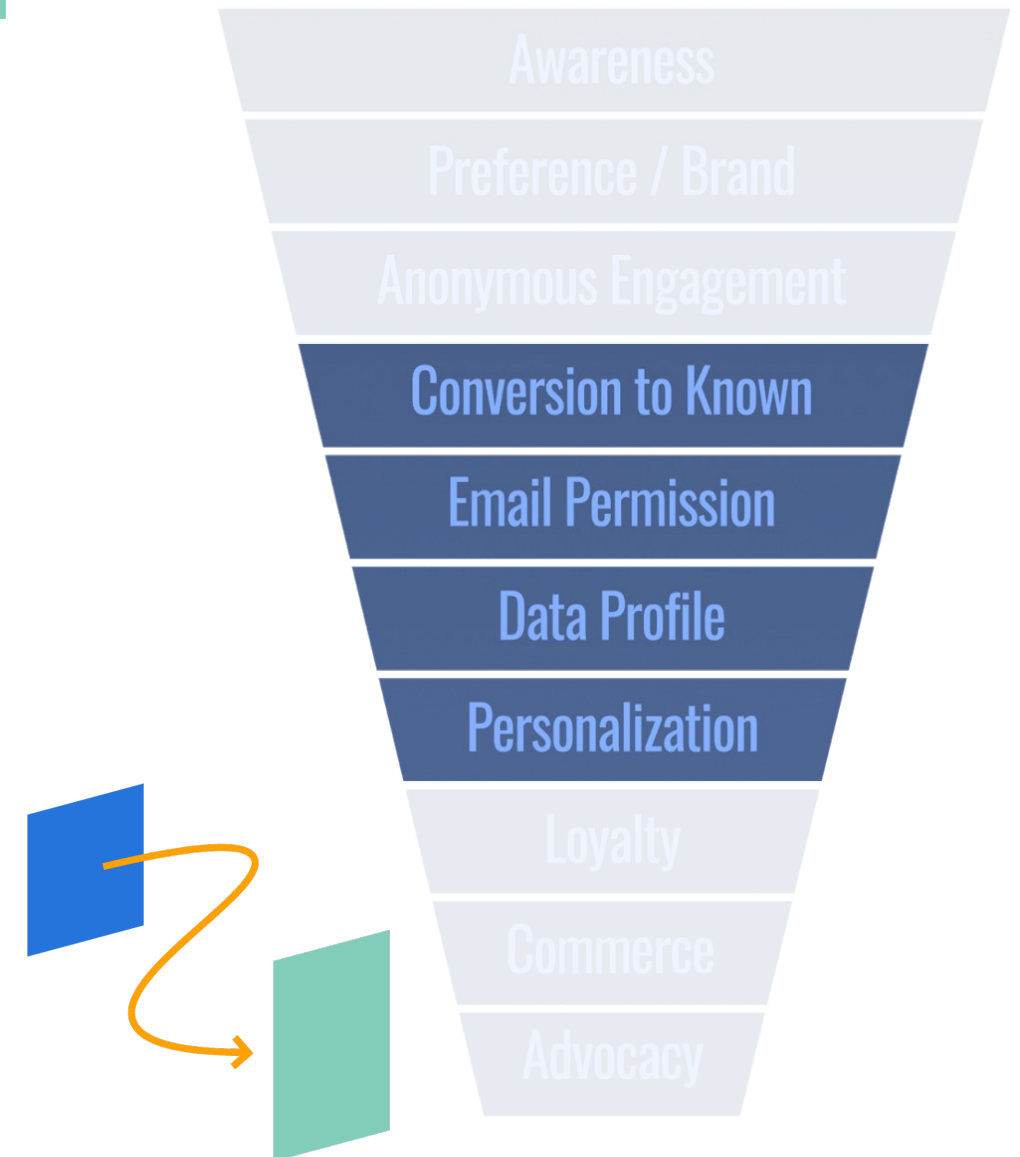 Awareness
Preference / Brand
Anonymous Engagement
Conversion to Known
Email Permission
Data Profile
Personalization
Loyalty
Commerce
Advocacy